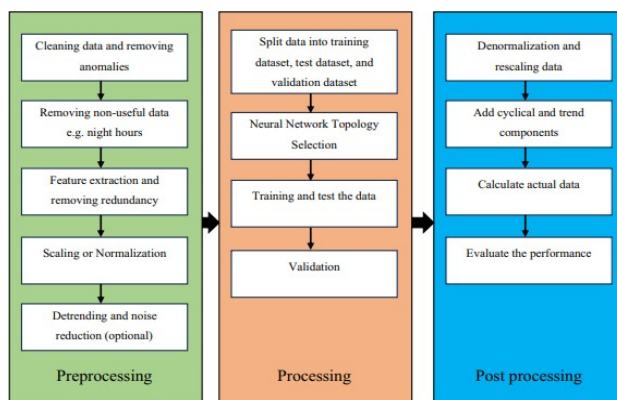 Cleaning data and removing
anomalies
Removing non-useful data
e.g. night hours
Feature extraction and
removing redundancy
Scaling or Normalization
Detrending and noise
reduction (optional)
Preprocessing
Split data into training
dataset, test dataset, and
validation dataset
Neural Network Topology
Selection
Training and test the data
Validation
Processing
Denormalization and
rescaling data
Add cyclical and trend
components
Calculate actual data
Evaluate the performance
Post processing